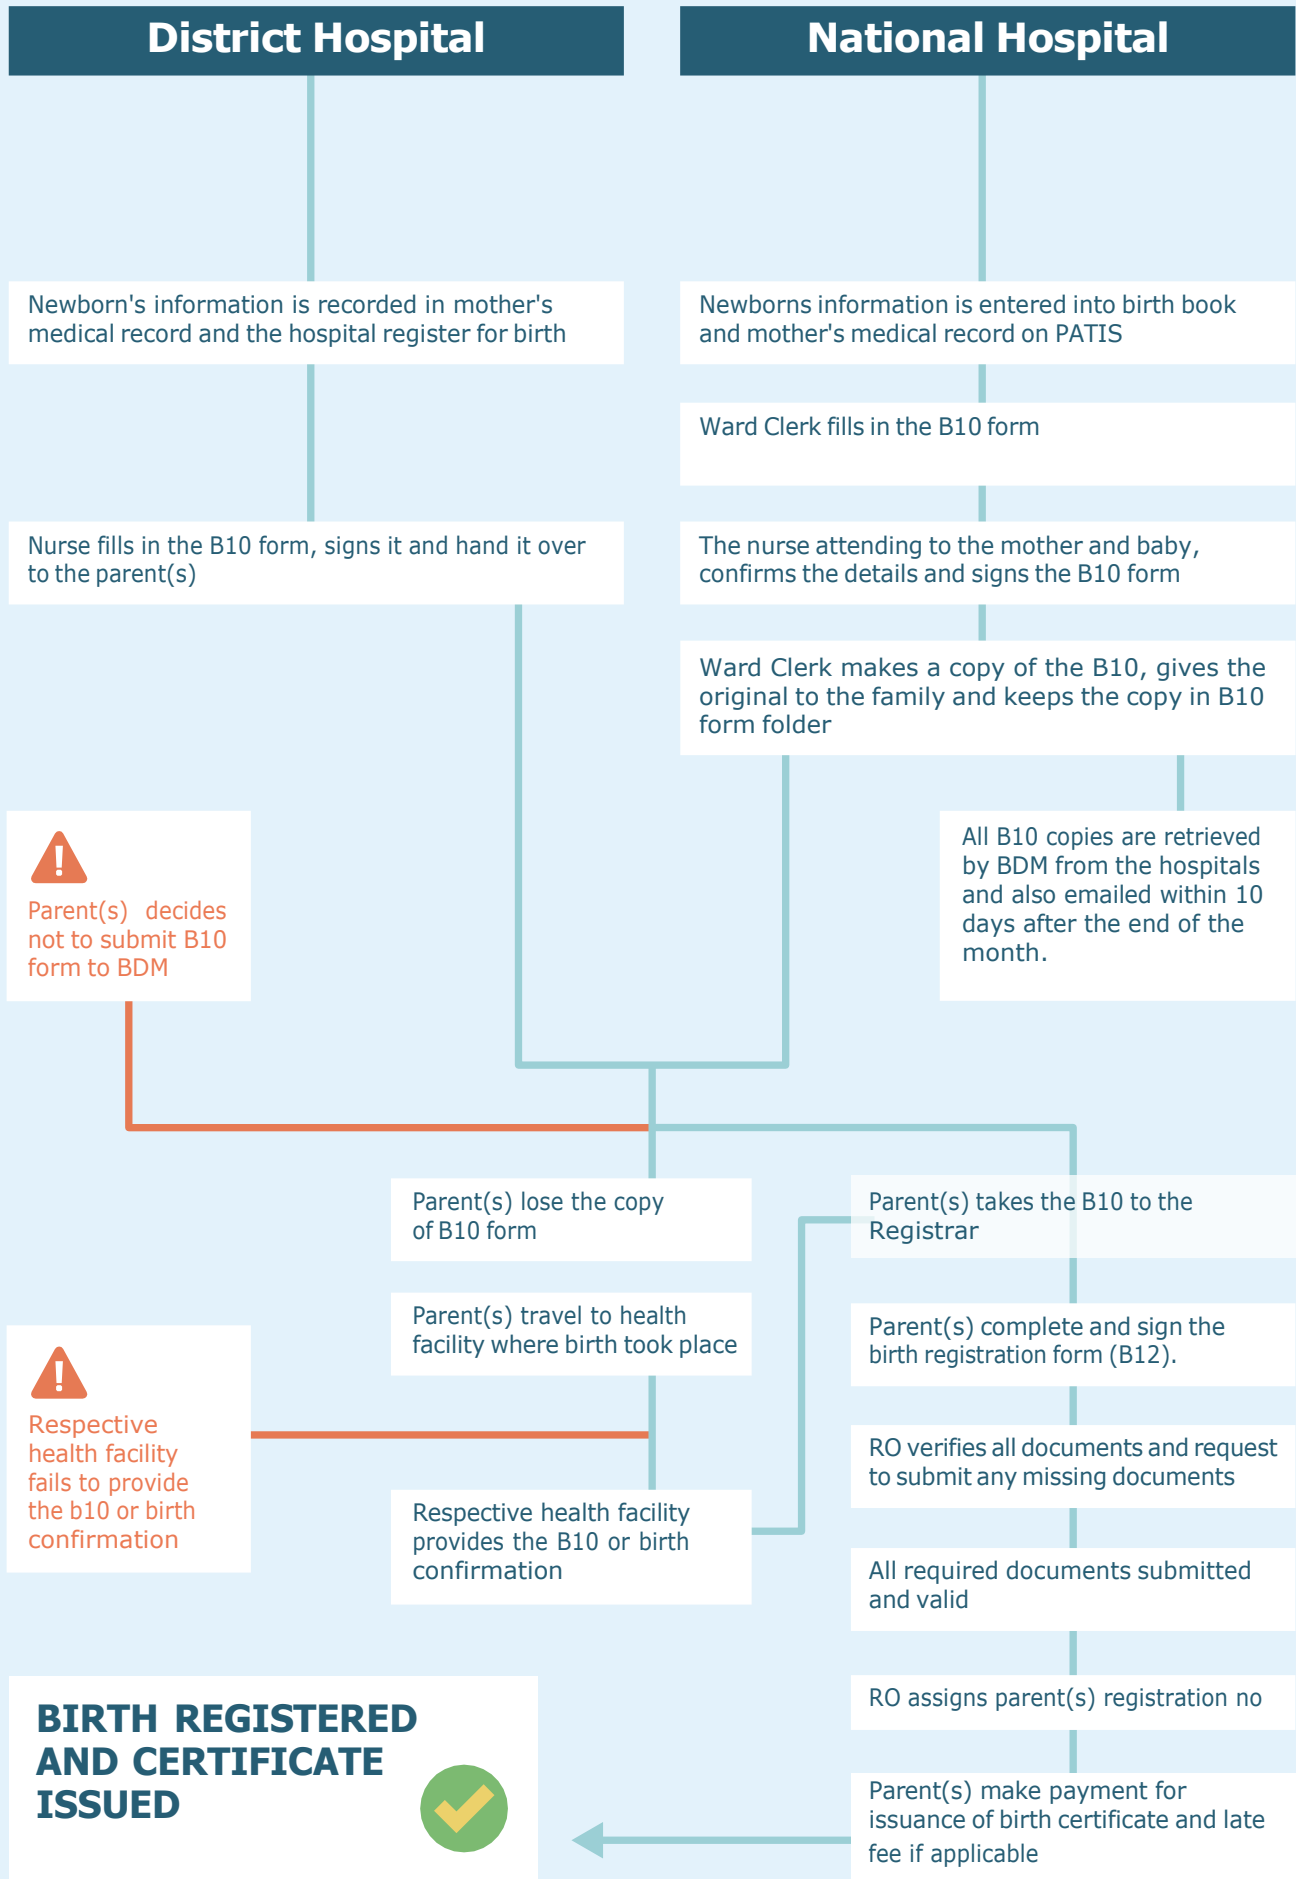 District Hospital
National Hospital
Newborn's information is recorded in mother's
medical record and the hospital register for birth
Newborns information is entered into birth book
and mother's medical record on PATIS
Ward Clerk fills in the B10 form
Nurse fills in the B10 form, signs it and hand it over
to the parent(s)
The nurse attending to the mother and baby,
confirms the details and signs the B10 form
Ward Clerk makes a copy of the B10, gives the
original to the family and keeps the copy in B10
form folder
All B10 copies are retrieved
by BDM from the hospitals
and also emailed within 10
days after the end of the
month.
Parent(s) decides
not to submit B10
form to BDM
Parent(s) lose the copy
of B10 form
Parent(s) takes the B10 to the
Registrar
Parent(s) travel to health
facility where birth took place
Parent(s) complete and sign the
birth registration form (B12).
Respective
health facility
fails to provide
the b10 or birth
confirmation
RO verifies all documents and request
to submit any missing documents
Respective health facility
provides the B10 or birth
confirmation
All required documents submitted
and valid
RO assigns parent(s) registration no
BIRTH REGISTERED
AND CERTIFICATE
ISSUED
Parent(s) make payment for
issuance of birth certificate and late
fee if applicable